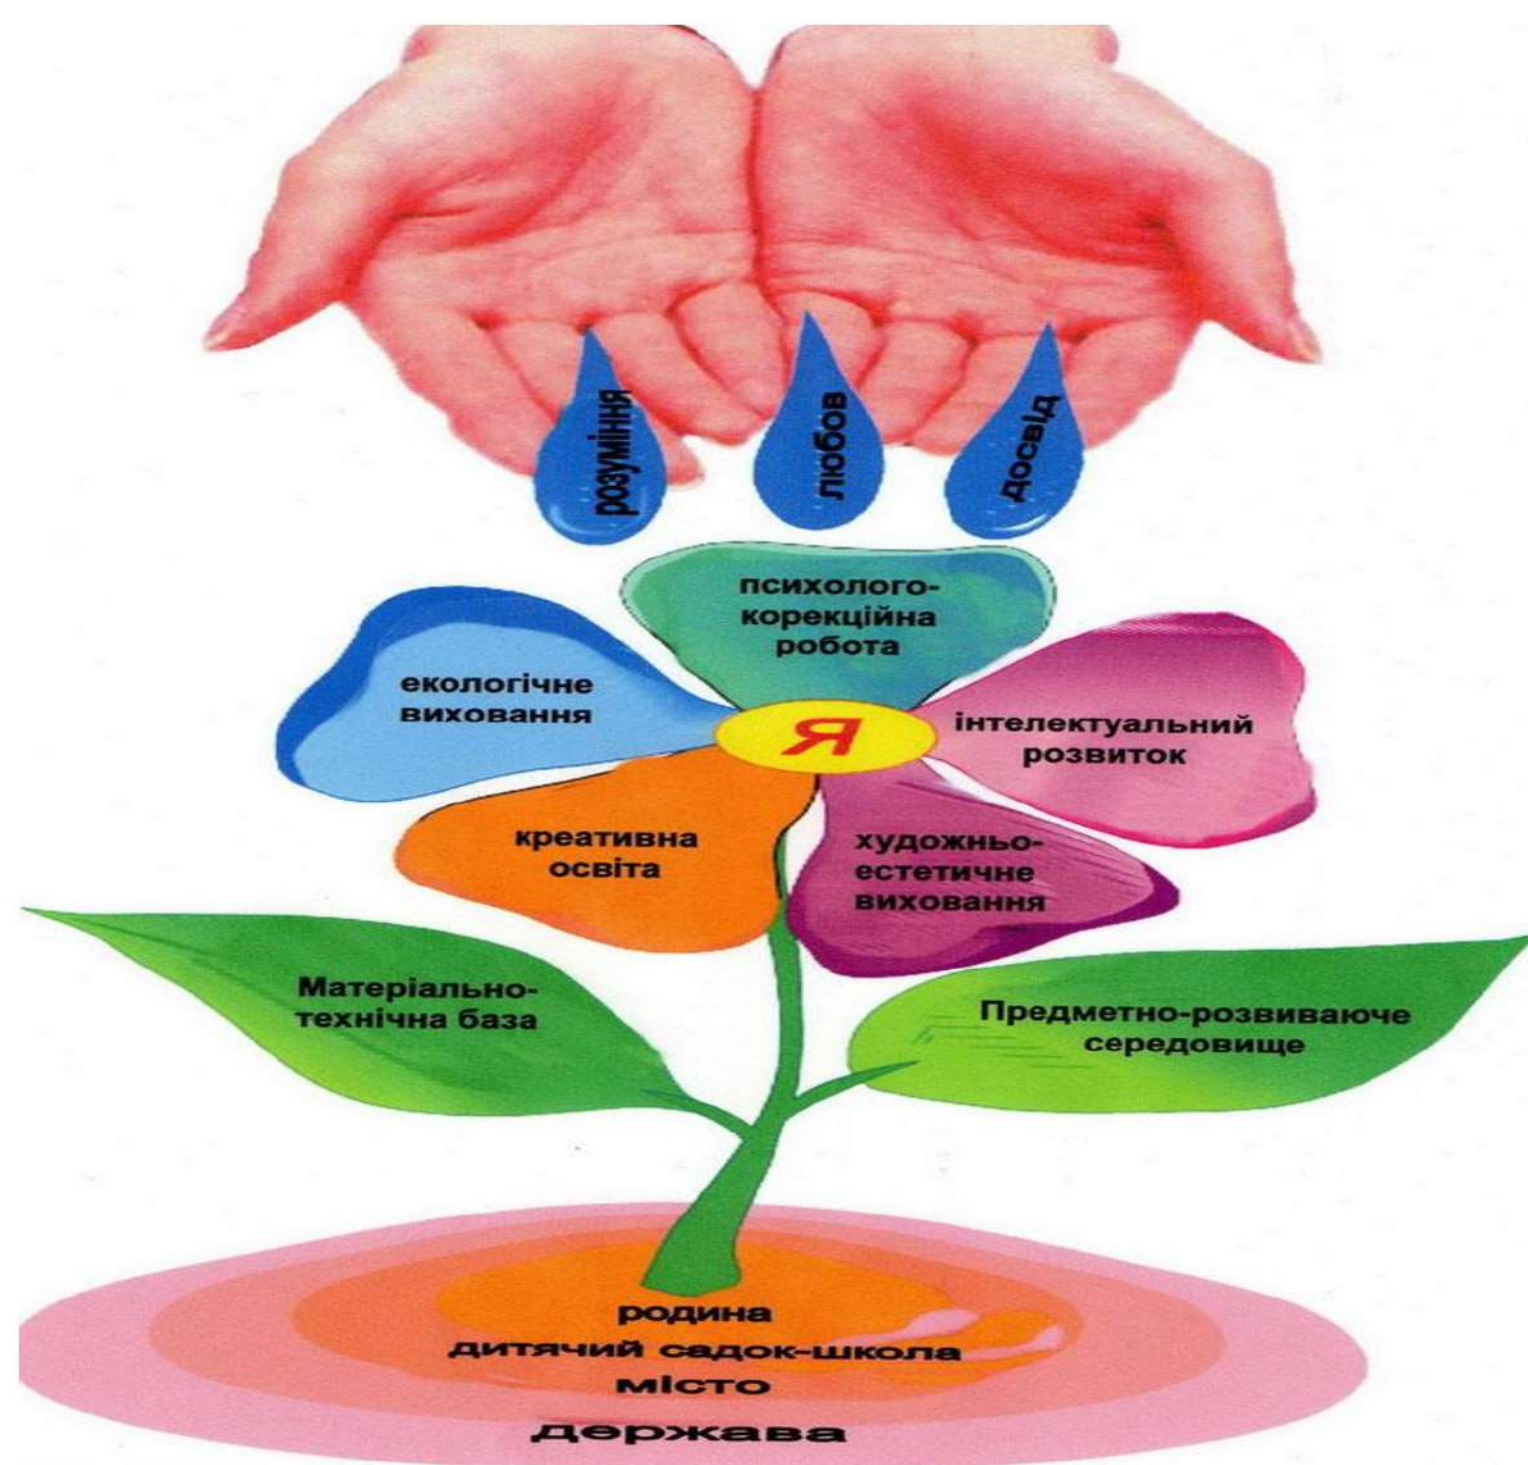 розуміння
любов
досвід
психолого-
корекційна
робота
екологічне
виховання
Я
інтелектуальний
розвиток
креативна
освіта
художньо-
естетичне
виховання
Матеріально-
технічна база
Предметно-розвиваюче
середовище
родина
дитячий садок-школа
місто
держава